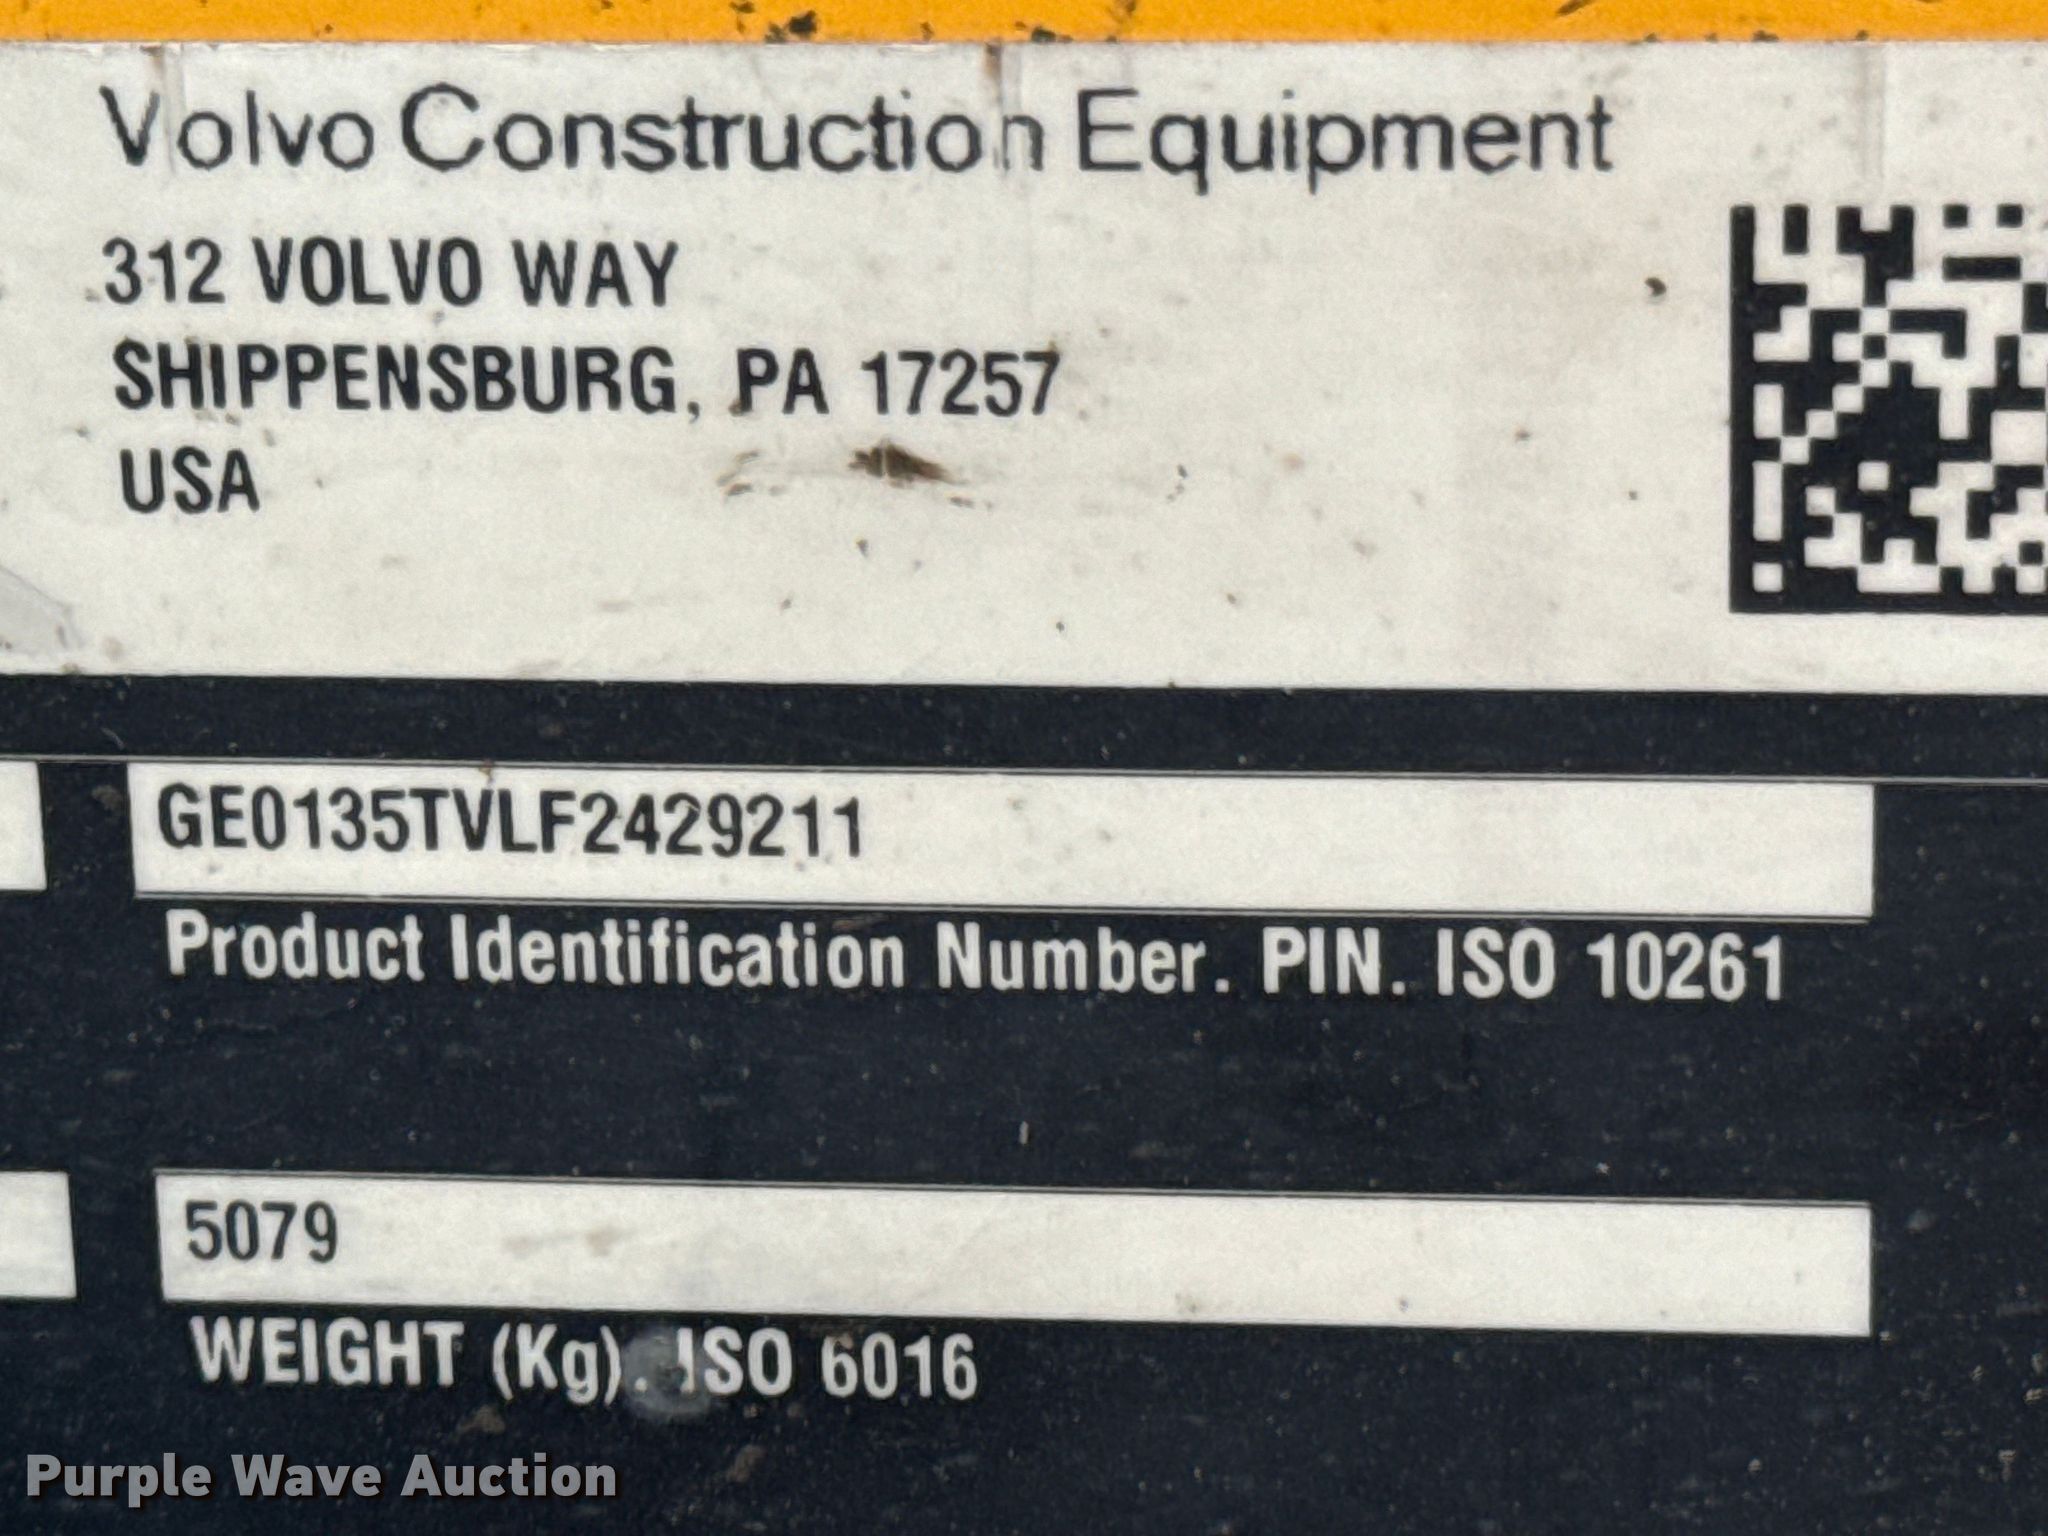 Volvo Construction Equipment
312 VOLVO WAY
SHIPPENSBURG, PA 17257
USA
GE0135TVLF2429211
Product Identification Number. PIN. ISO 10261
5079
WEIGHT (Kg). ISO 6016
Purple Wave Auction